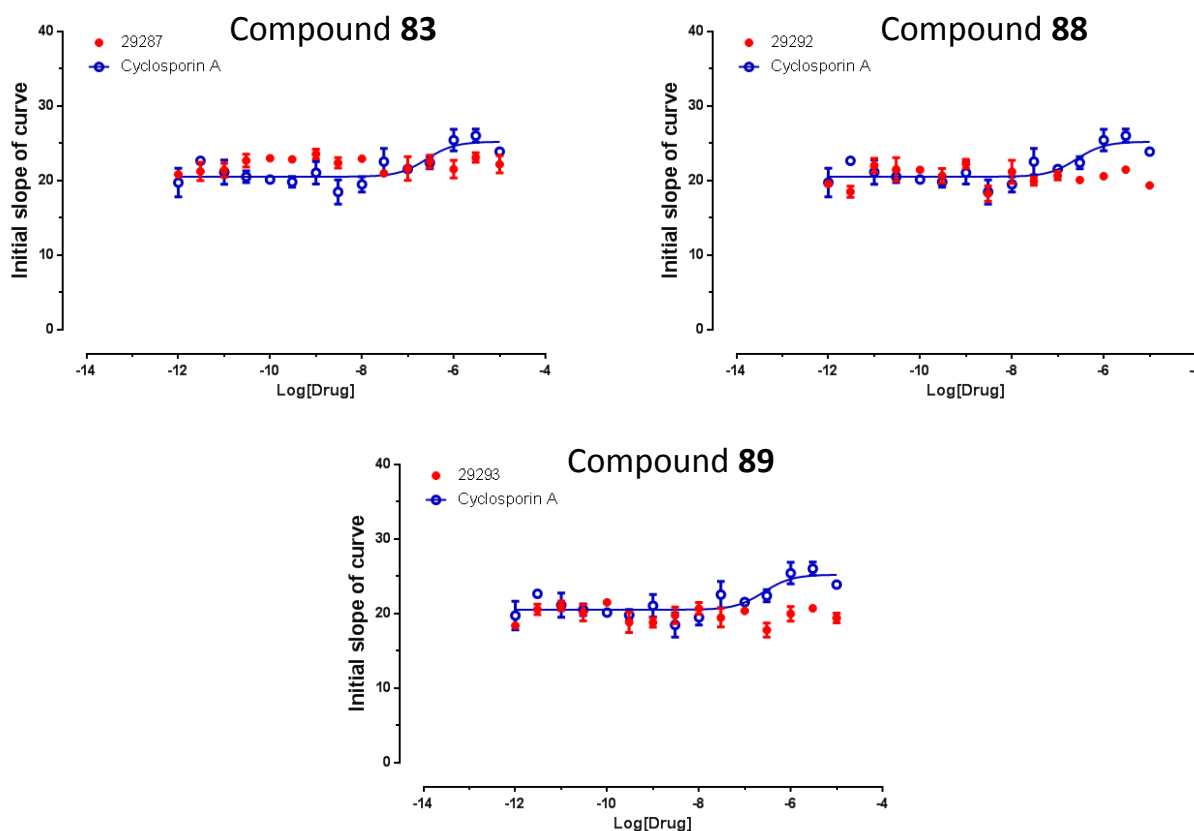 Compound 83
29287
Cyclosporin A
Initial slope of curve
40
30
20
10
0
-14
-12
-10
-8
-6
-4
Log[Drug]
Compound 88
29292
Cyclosporin A
Initial slope of curve
40
30
20
10
0
-14
-12
-10
-8
-6
Log[Drug]
Compound 89
29293
Cyclosporin A
Initial slope of curve
40
30
20
10
0
-14
-12
-10
-8
-6
-4
Log[Drug]